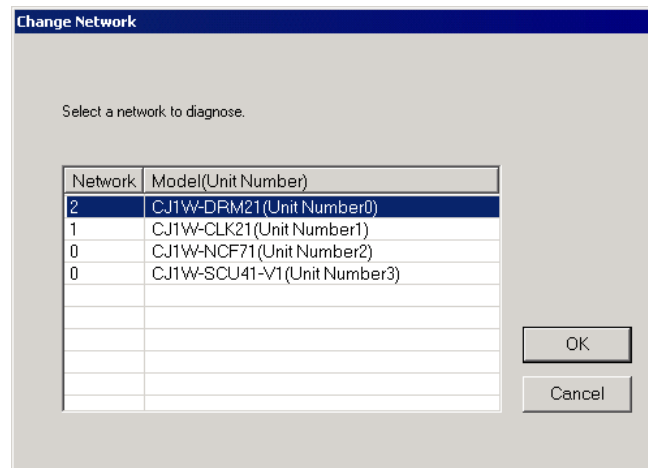 Change Network
Select a network to diagnose.
Network Model(Unit Number)
2 CJ1W-DRM21(Unit Number0)
1 CJ1W-CLK21(Unit Number1)
0 CJ1W-NCF71(Unit Number2)
0 CJ1W-SCU41-V1(Unit Number3)
OK
Cancel